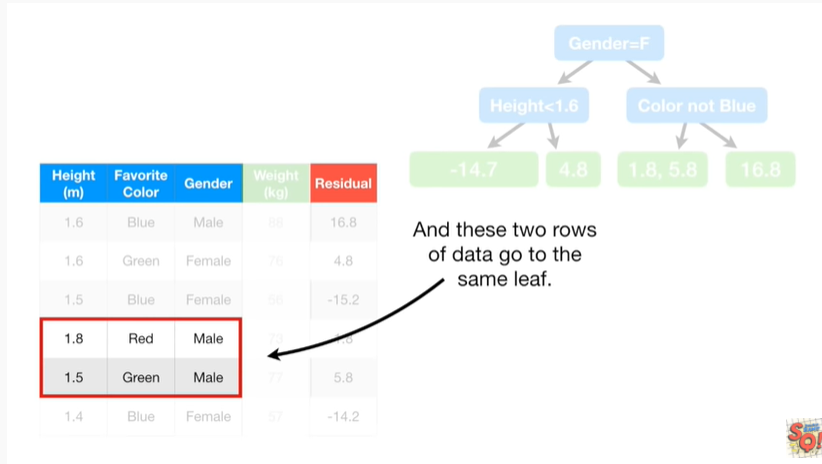 Gender=F
Height<1.6 Color not Blue
-14.7 4.8 1.8, 5.8 16.8
Height (m) Favorite Color Gender Weight (kg) Residual
1.6 Blue Male 88 16.8
1.6 Green Female 76 4.8
1.5 Blue Female 56 -15.2
1.8 Red Male 73 1.8
1.5 Green Male 77 5.8
1.4 Blue Female 57 -14.2
And these two rows
of data go to the
same leaf.
SQ!